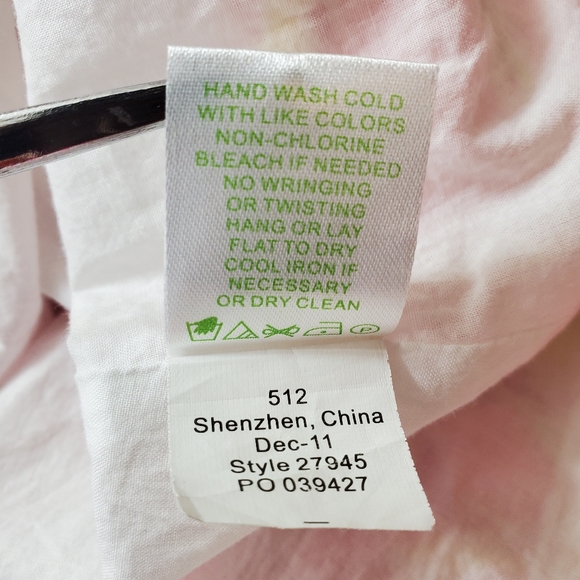 HAND WASH COLD
WITH LIKE COLORS
NON-CHLORINE
BLEACH IF NEEDED
NO WRINGING
OR TWISTING
HANG OR LAY
FLAT TO DRY
COOL IRON IF
NECESSARY
OR DRY CLEAN
P
512
Shenzhen, China
Dec-11
Style 27945
PO 039427